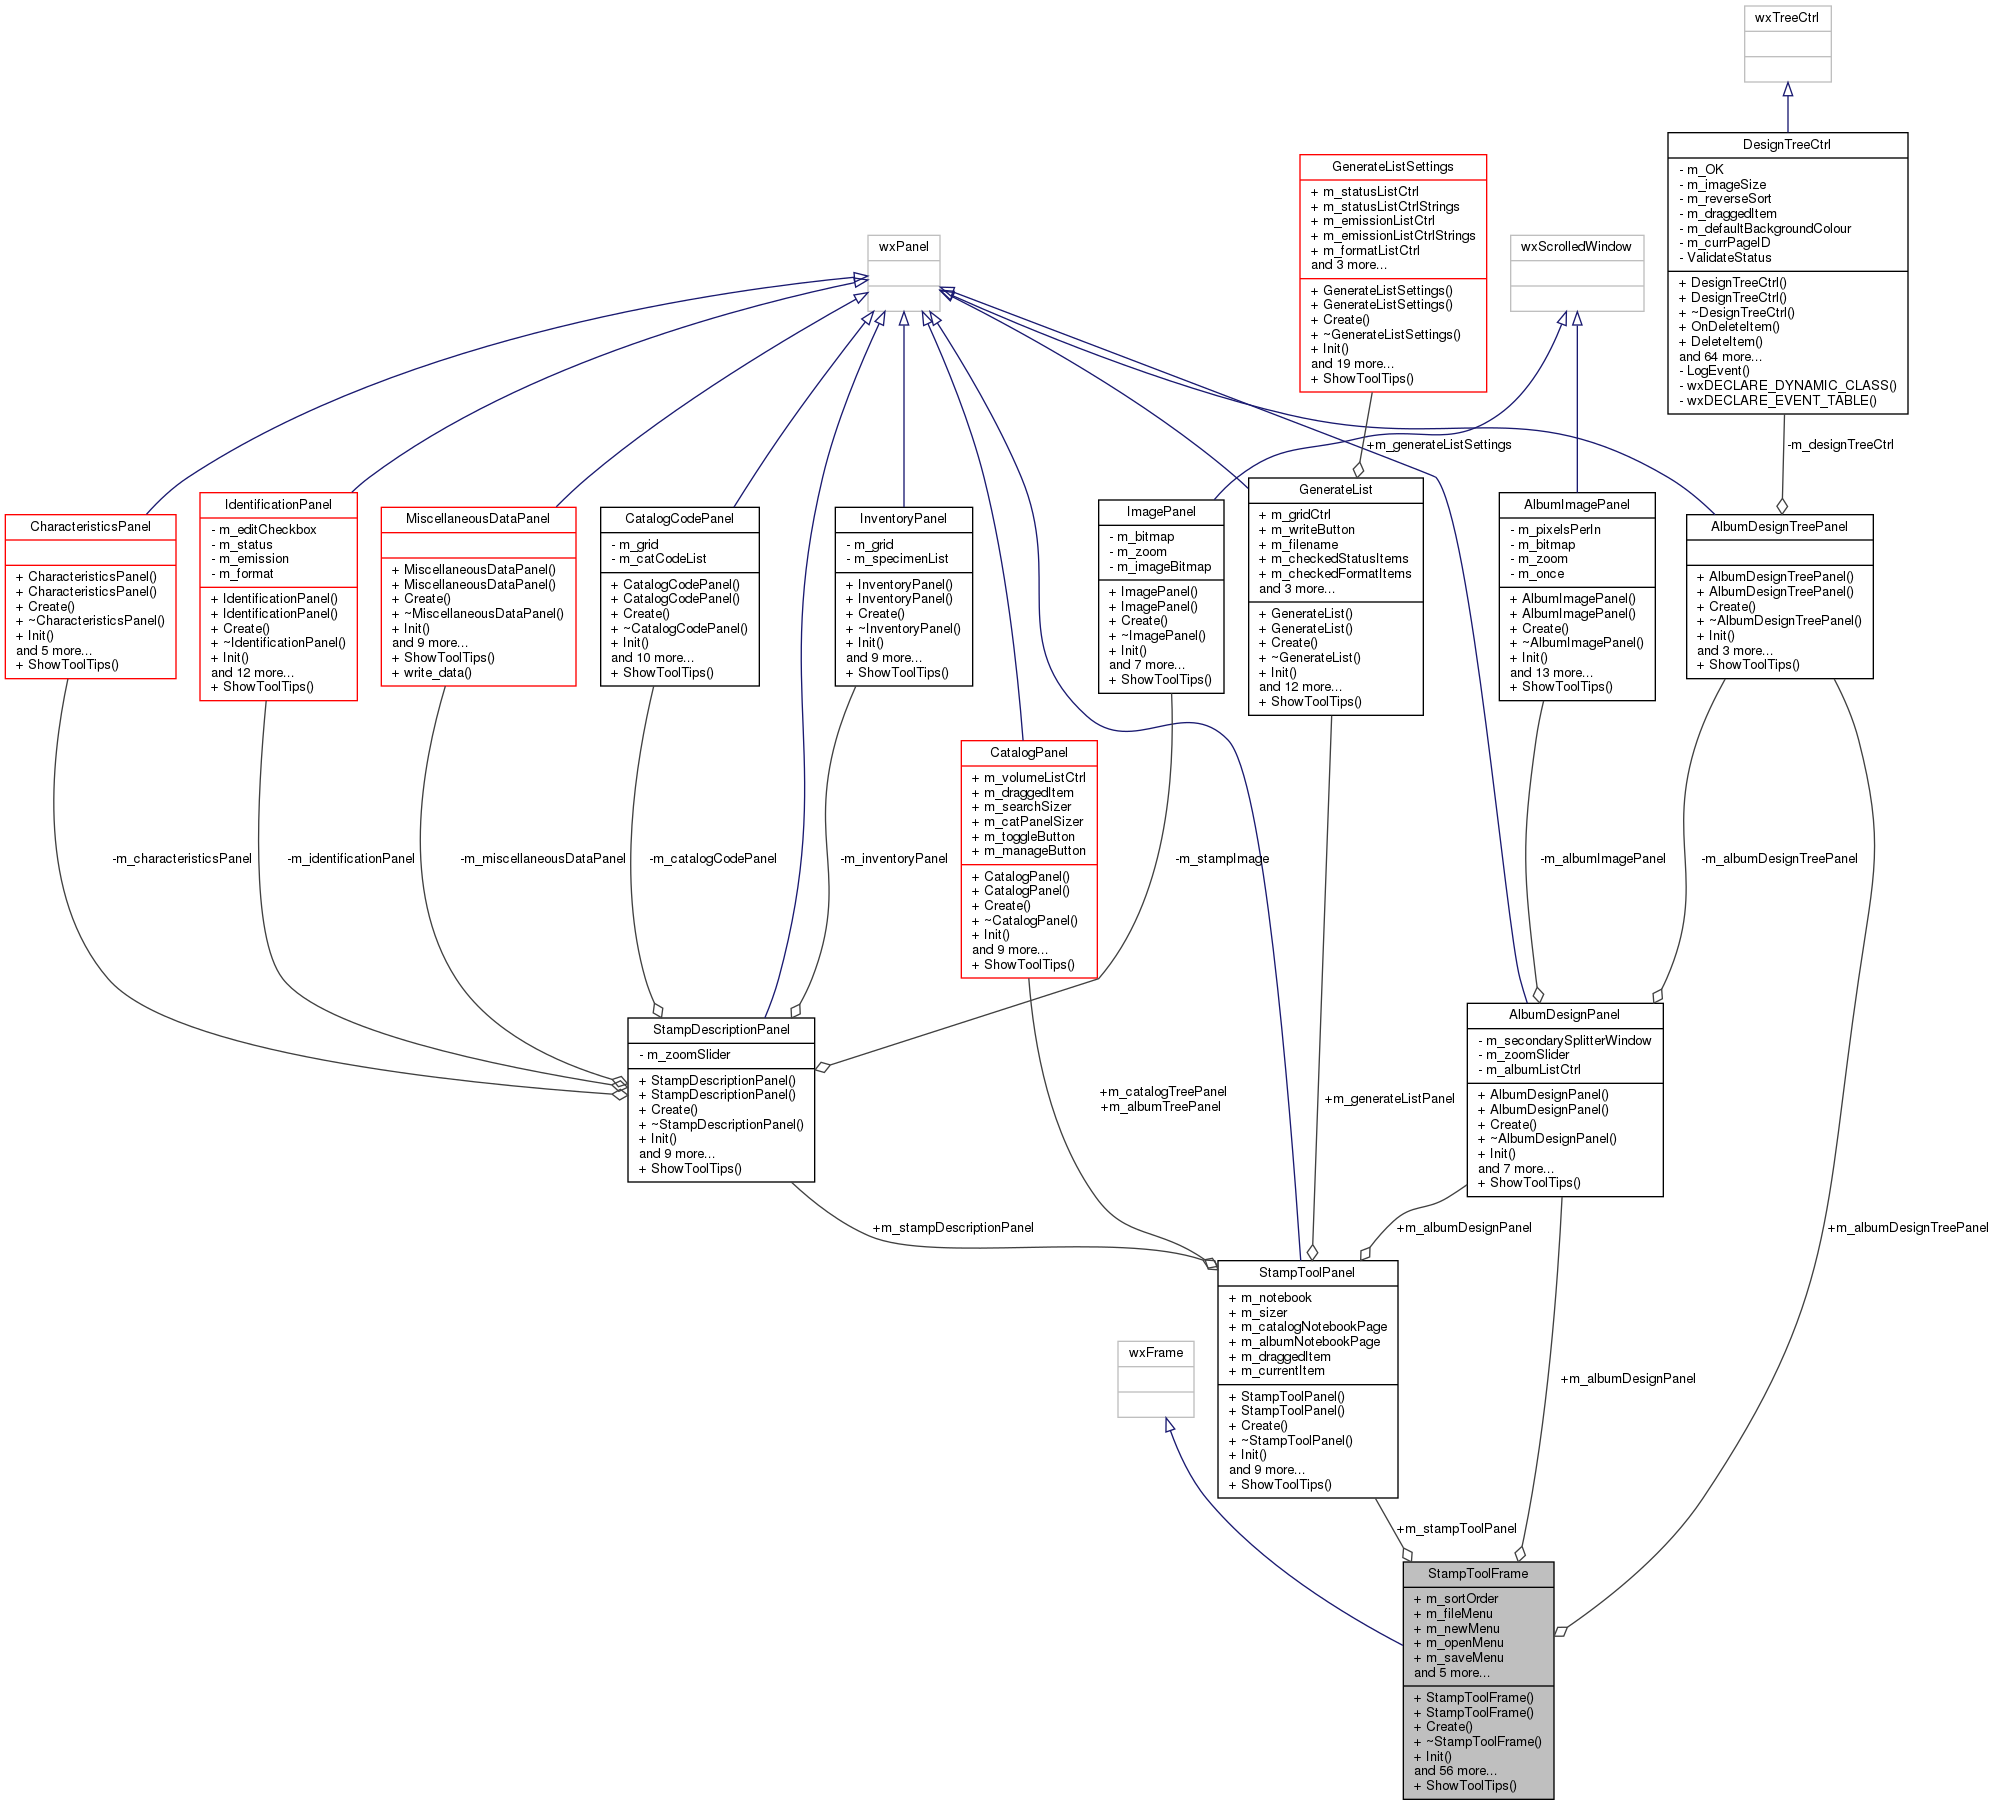 wxTreeCtrl
DesignTreeCtrl
- m_OK
- m_imageSize
- m_reverseSort
- m_draggedItem
- m_defaultBackgroundColour
- m_currPageID
- ValidateStatus
+ DesignTreeCtrl()
+ DesignTreeCtrl()
+ ~DesignTreeCtrl()
+ OnDeleteItem()
+ DeleteItem()
and 64 more...
- LogEvent()
- wxDECLARE_DYNAMIC_CLASS()
- wxDECLARE_EVENT_TABLE()
GenerateListSettings
+ m_statusListCtrl
+ m_statusListCtrlStrings
+ m_emissionListCtrl
+ m_emissionListCtrlStrings
+ m_formatListCtrl
and 3 more...
+ GenerateListSettings()
+ GenerateListSettings()
+ Create()
+ ~GenerateListSettings()
+ Init()
and 19 more...
+ ShowToolTips()
wxPanel
wxScrolledWindow
+m_generateListSettings
-m_designTreeCtrl
CharacteristicsPanel
+ CharacteristicsPanel()
+ CharacteristicsPanel()
+ Create()
+ ~CharacteristicsPanel()
+ Init()
and 5 more...
+ ShowToolTips()
IdentificationPanel
- m_editCheckbox
- m_status
- m_emission
- m_format
+ IdentificationPanel()
+ IdentificationPanel()
+ Create()
+ ~IdentificationPanel()
+ Init()
and 12 more...
+ ShowToolTips()
MiscellaneousDataPanel
+ MiscellaneousDataPanel()
+ MiscellaneousDataPanel()
+ Create()
+ ~MiscellaneousDataPanel()
+ Init()
and 9 more...
+ ShowToolTips()
+ write_data()
CatalogCodePanel
- m_grid
- m_catCodeList
+ CatalogCodePanel()
+ CatalogCodePanel()
+ Create()
+ ~CatalogCodePanel()
+ Init()
and 10 more...
+ ShowToolTips()
InventoryPanel
- m_grid
- m_specimenList
+ InventoryPanel()
+ InventoryPanel()
+ Create()
+ ~InventoryPanel()
+ Init()
and 9 more...
+ ShowToolTips()
ImagePanel
- m_bitmap
- m_zoom
- m_imageBitmap
+ ImagePanel()
+ ImagePanel()
+ Create()
+ ~ImagePanel()
+ Init()
and 7 more...
+ ShowToolTips()
GenerateList
+ m_gridCtrl
+ m_writeButton
+ m_filename
+ m_checkedStatusItems
+ m_checkedFormatItems
and 3 more...
+ GenerateList()
+ GenerateList()
+ Create()
+ ~GenerateList()
+ Init()
and 12 more...
+ ShowToolTips()
AlbumImagePanel
- m_pixelsPerIn
- m_bitmap
- m_zoom
- m_once
+ AlbumImagePanel()
+ AlbumImagePanel()
+ Create()
+ ~AlbumImagePanel()
+ Init()
and 13 more...
+ ShowToolTips()
AlbumDesignTreePanel
+ AlbumDesignTreePanel()
+ AlbumDesignTreePanel()
+ Create()
+ ~AlbumDesignTreePanel()
+ Init()
and 3 more...
+ ShowToolTips()
CatalogPanel
+ m_volumeListCtrl
+ m_draggedItem
+ m_searchSizer
+ m_catPanelSizer
+ m_toggleButton
+ m_manageButton
+ CatalogPanel()
+ CatalogPanel()
+ Create()
+ ~CatalogPanel()
+ Init()
and 9 more...
+ ShowToolTips()
-m_characteristicsPanel
-m_identificationPanel
-m_miscellaneousDataPanel
-m_catalogCodePanel
-m_inventoryPanel
-m_stampImage
-m_albumImagePanel
-m_albumDesignTreePanel
StampDescriptionPanel
- m_zoomSlider
+ StampDescriptionPanel()
+ StampDescriptionPanel()
+ Create()
+ ~StampDescriptionPanel()
+ Init()
and 9 more...
+ ShowToolTips()
+m_catalogTreePanel
+m_albumTreePanel
+m_generateListPanel
AlbumDesignPanel
- m_secondarySplitterWindow
- m_zoomSlider
- m_albumListCtrl
+ AlbumDesignPanel()
+ AlbumDesignPanel()
+ Create()
+ ~AlbumDesignPanel()
+ Init()
and 7 more...
+ ShowToolTips()
+m_stampDescriptionPanel
+m_albumDesignPanel
+m_albumDesignTreePanel
StampToolPanel
+ m_notebook
+ m_sizer
+ m_catalogNotebookPage
+ m_albumNotebookPage
+ m_draggedItem
+ m_currentItem
+ StampToolPanel()
+ StampToolPanel()
+ Create()
+ ~StampToolPanel()
+ Init()
and 9 more...
+ ShowToolTips()
wxFrame
+m_albumDesignPanel
+m_stampToolPanel
StampToolFrame
+ m_sortOrder
+ m_fileMenu
+ m_newMenu
+ m_openMenu
+ m_saveMenu
and 5 more...
+ StampToolFrame()
+ StampToolFrame()
+ Create()
+ ~StampToolFrame()
+ Init()
and 56 more...
+ ShowToolTips()